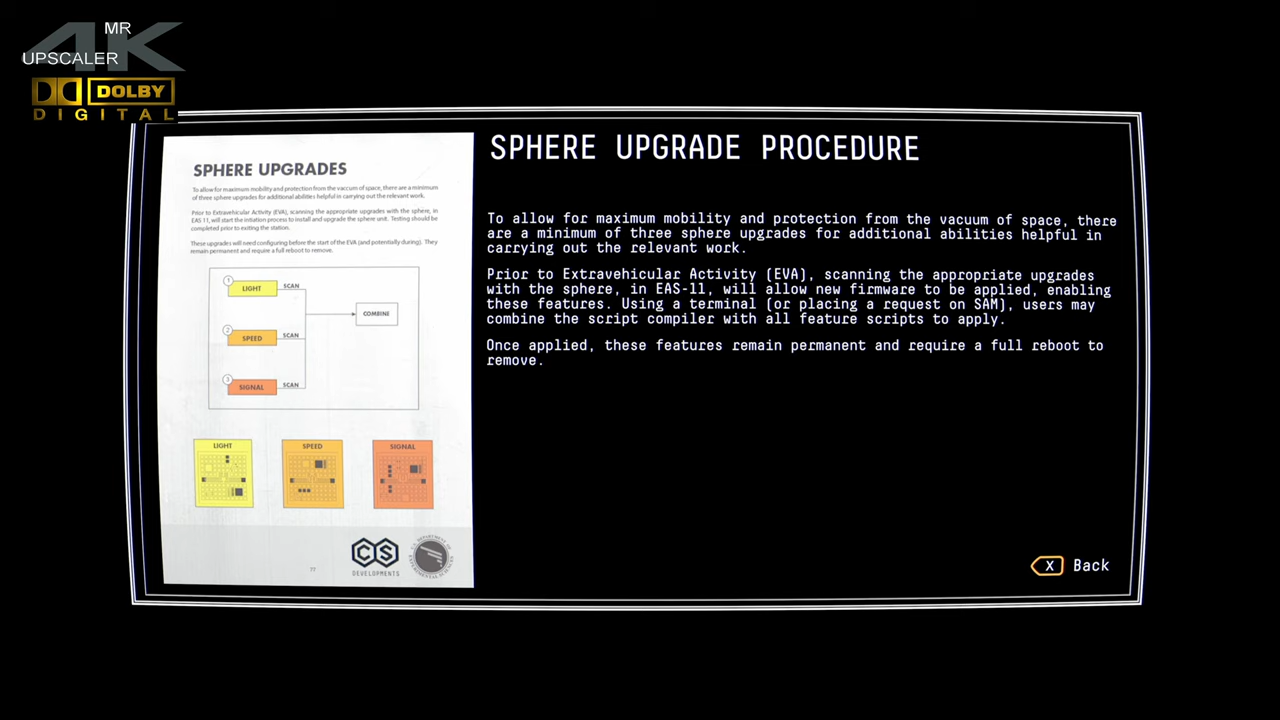 MR
4K
UPSCALER
DOLBY
DIGITAL
SPHERE UPGRADES
To allow for maximum mobility and protection from the vaccum of space, there are a minimum
of three sphere upgrades for additional abilities helpful in carrying out the relevant work.
Prior to Extravehicular Activity (EVA), scanning the appropriate upgrades with the sphere, in
EAS 11, will start the initiation process to install and upgrade the sphere unit. Testing should be
completed prior to exiting the station.
These upgrades will need configuring before the start of the EVA (and potentially during). They
remain permanent and require a full reboot to remove.
1
LIGHT
SCAN
2
SPEED
SCAN
COMBINE
3
SIGNAL
SCAN
LIGHT
SPEED
SIGNAL
CS
DEVELOPMENTS
77
SPHERE UPGRADE PROCEDURE
To allow for maximum mobility and protection from the vacuum of space, there
are a minimum of three sphere upgrades for additional abilities helpful in
carrying out the relevant work.
Prior to Extravehicular Activity (EVA), scanning the appropriate upgrades
with the sphere, in EAS-11, will allow new firmware to be applied, enabling
these features. Using a terminal (or placing a request on SAM), users may
combine the script compiler with all feature scripts to apply.
Once applied, these features remain permanent and require a full reboot to
remove.
X Back